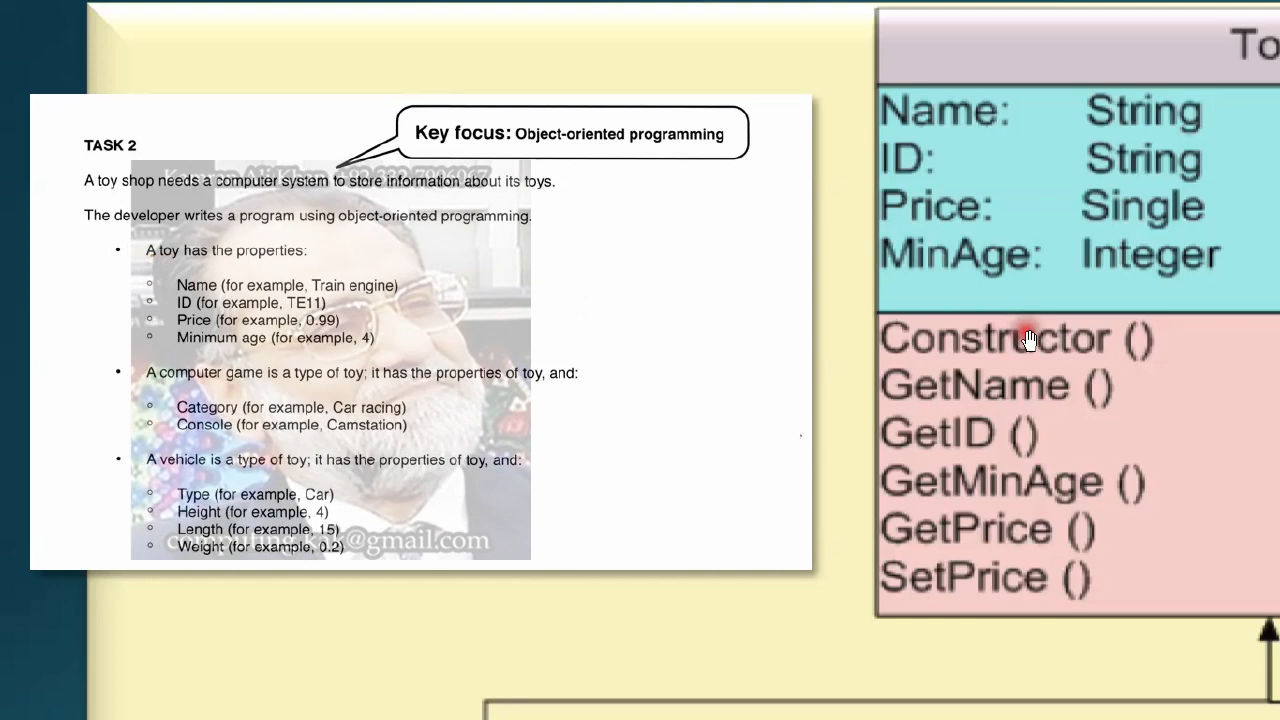 Key focus: Object-oriented programming
TASK 2
A toy shop needs a computer system to store information about its toys.
The developer writes a program using object-oriented programming.
• A toy has the properties:
○ Name (for example, Train engine)
○ ID (for example, TE11)
○ Price (for example, 0.99)
○ Minimum age (for example, 4)
• A computer game is a type of toy; it has the properties of toy, and:
○ Category (for example, Car racing)
○ Console (for example, Camstation)
• A vehicle is a type of toy; it has the properties of toy, and:
○ Type (for example, Car)
○ Height (for example, 4)
○ Length (for example, 15)
○ Weight (for example, 0.2)
computing.kak@gmail.com
To
Name: String
ID: String
Price: Single
MinAge: Integer
Constructor ()
GetName ()
GetID ()
GetMinAge ()
GetPrice ()
SetPrice ()